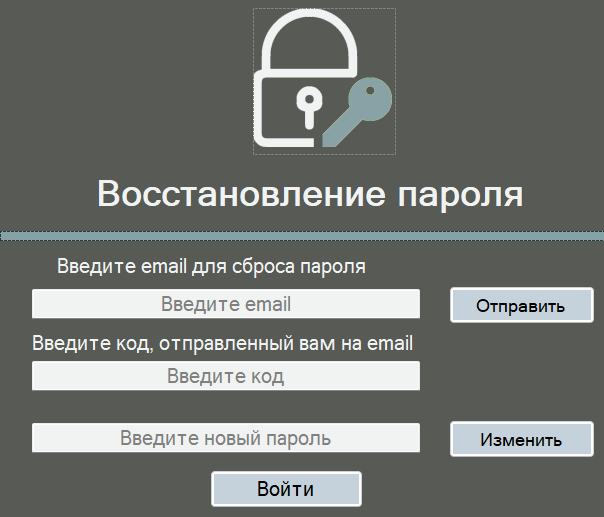 Восстановление пароля
Введите email для сброса пароля
Введите email
Отправить
Введите код, отправленный вам на email
Введите код
Введите новый пароль
Изменить
Войти